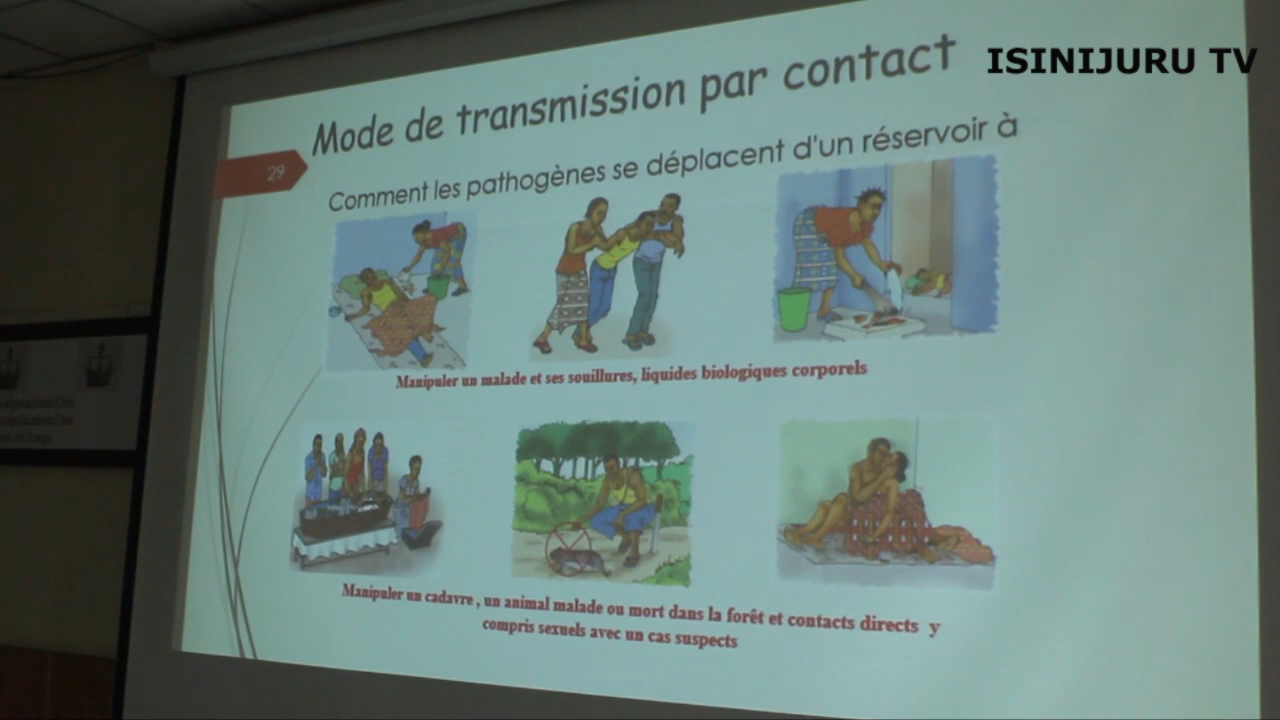 ISINIJURU TV
Mode de transmission par contact
29
Comment les pathogènes se déplacent d'un réservoir à
Manipuler un malade et ses souillures, liquides biologiques corporels
Manipuler un cadavre , un animal malade ou mort dans la forêt et contacts directs y
compris sexuels avec un cas suspects